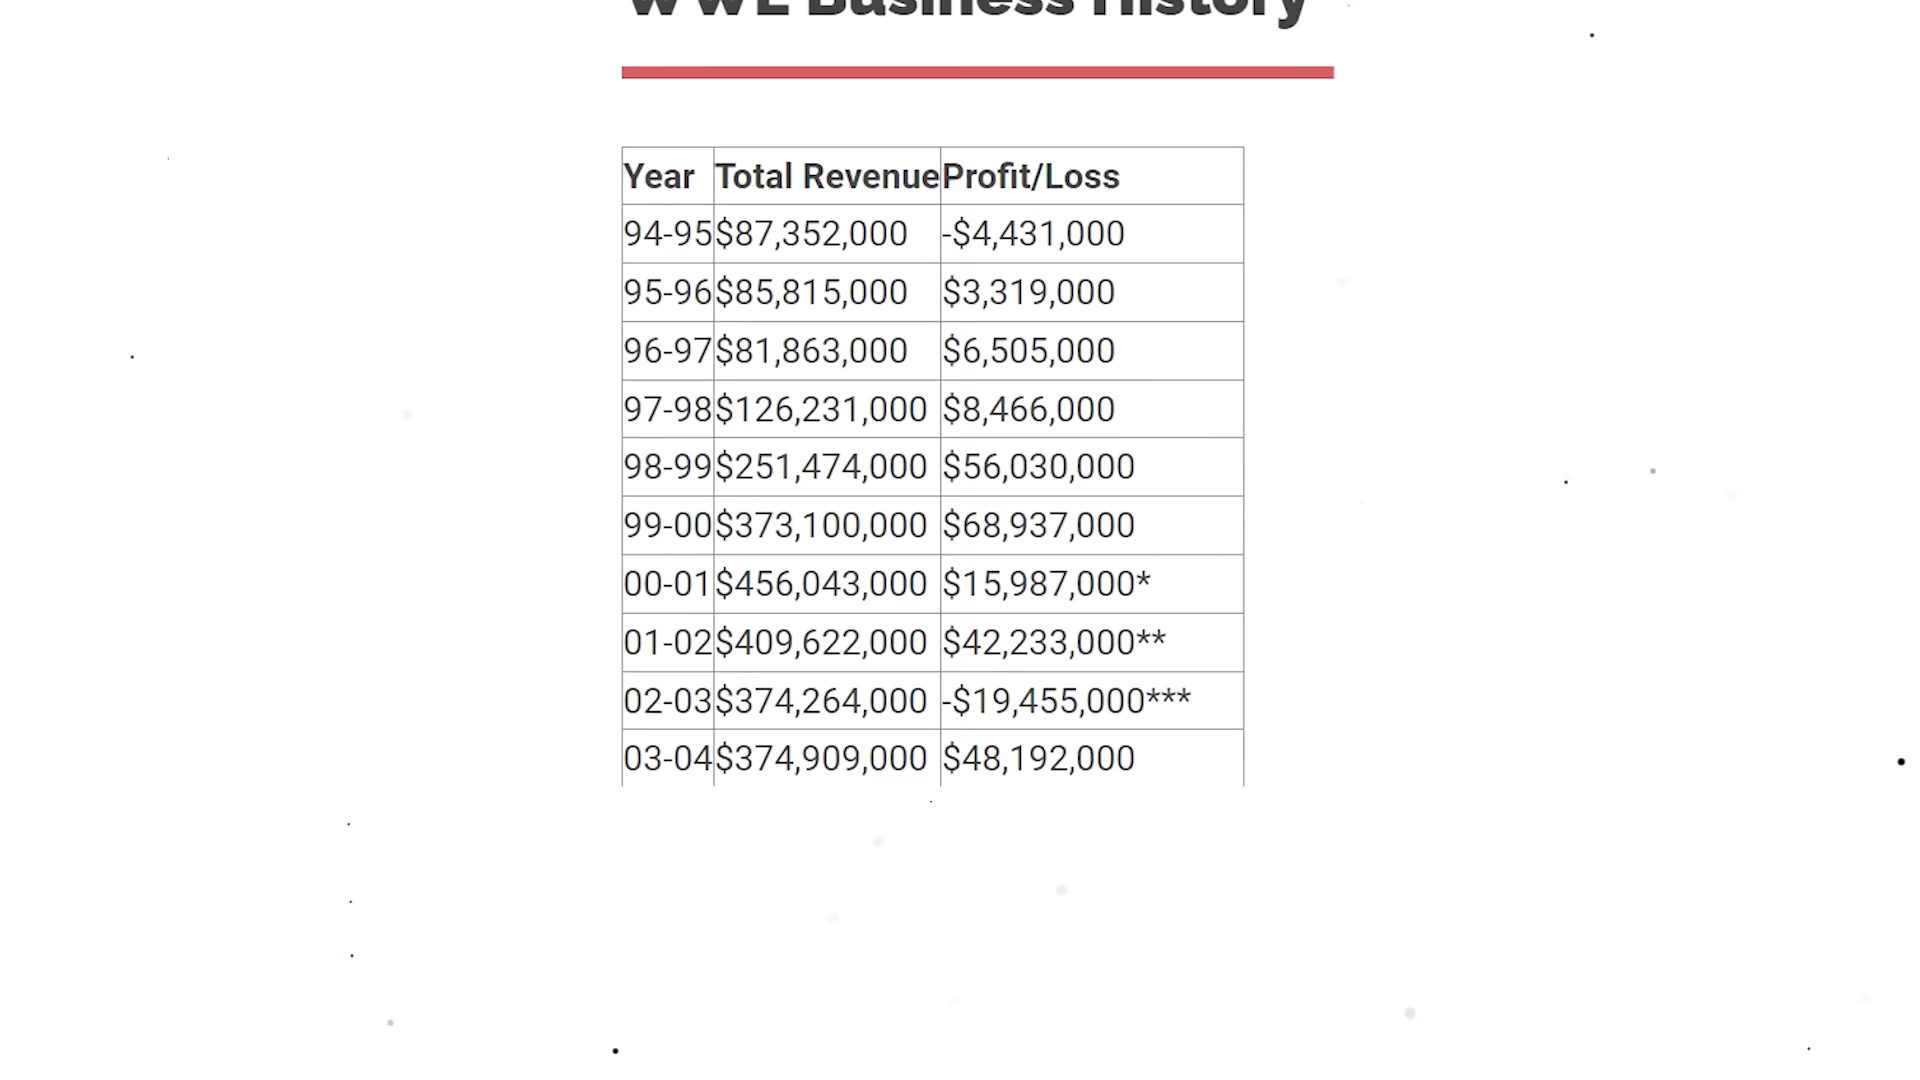 WWE Business History
Year Total Revenue Profit/Loss
94-95 $87,352,000 -$4,431,000
95-96 $85,815,000 $3,319,000
96-97 $81,863,000 $6,505,000
97-98 $126,231,000 $8,466,000
98-99 $251,474,000 $56,030,000
99-00 $373,100,000 $68,937,000
00-01 $456,043,000 $15,987,000*
01-02 $409,622,000 $42,233,000**
02-03 $374,264,000 -$19,455,000***
03-04 $374,909,000 $48,192,000